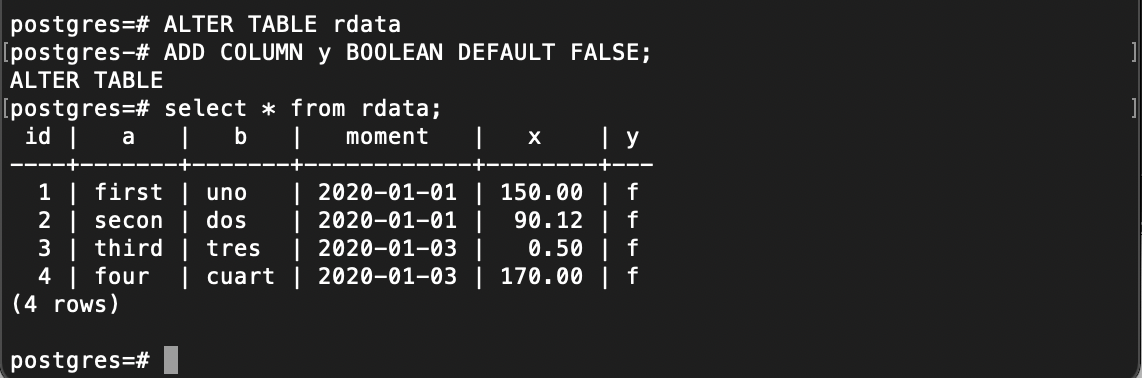 postgres=# ALTER TABLE rdata
[postgres-# ADD COLUMN y BOOLEAN DEFAULT FALSE; ]
ALTER TABLE
[postgres=# select * from rdata; ]
 id |   a   |   b   |   moment   |   x    | y
----+-------+-------+------------+--------+---
  1 | first | uno   | 2020-01-01 | 150.00 | f
  2 | secon | dos   | 2020-01-01 |  90.12 | f
  3 | third | tres  | 2020-01-03 |   0.50 | f
  4 | four  | cuart | 2020-01-03 | 170.00 | f
(4 rows)
postgres=#